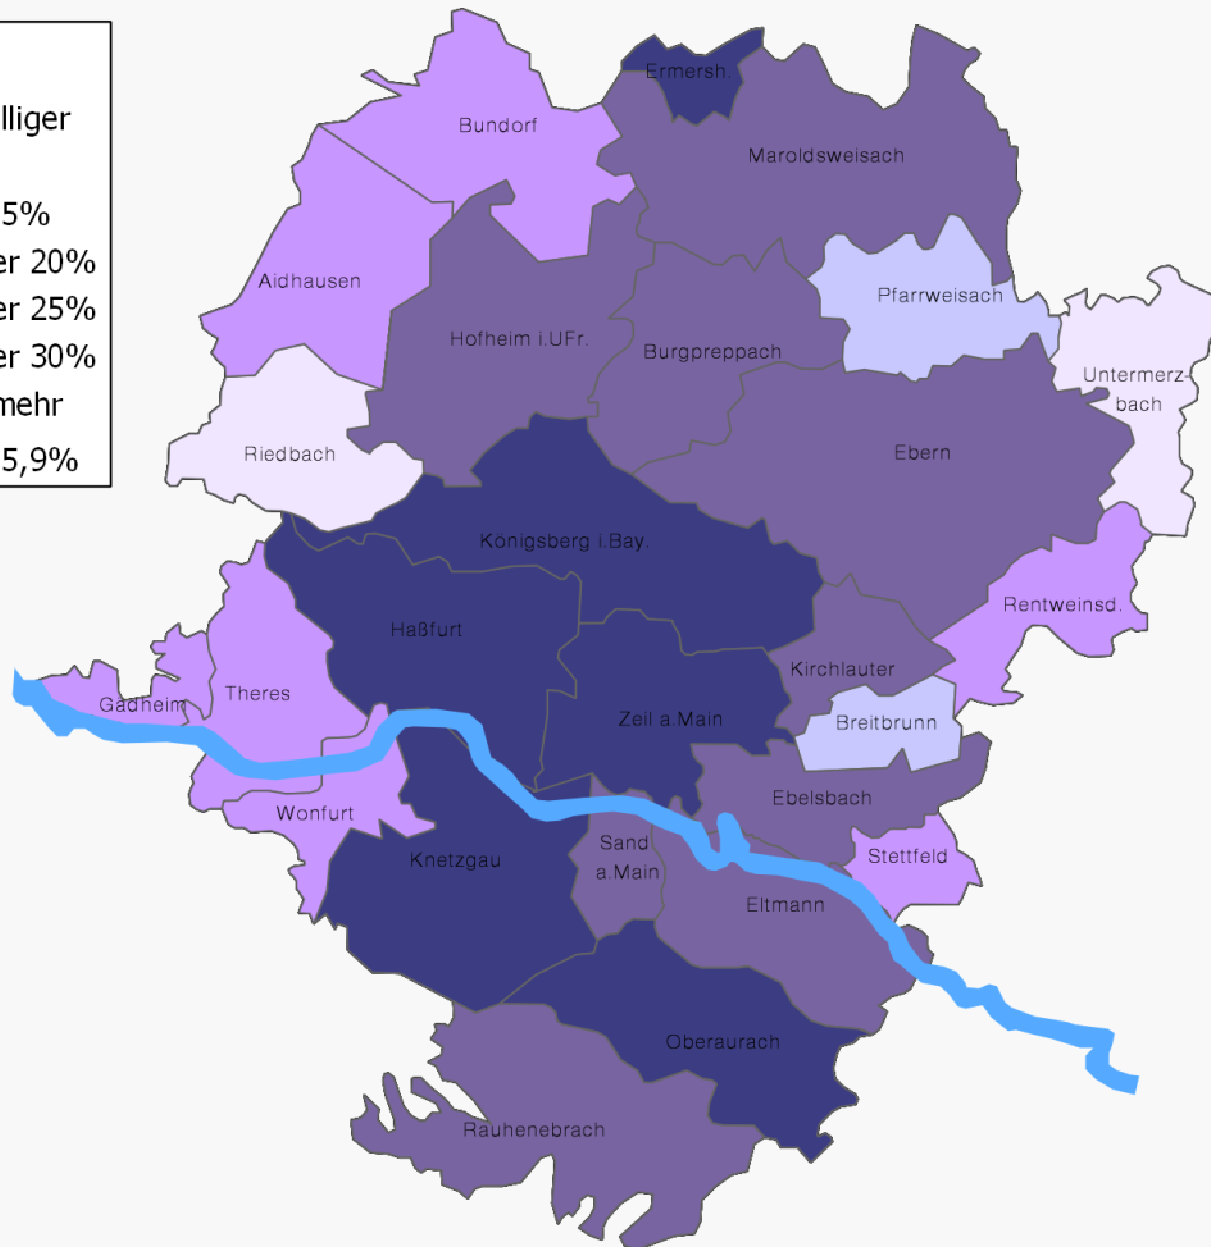 lliger
5%
er 20%
er 25%
er 30%
mehr
5,9%
Ermersh.
Bundorf
Maroldsweisach
Aidhausen
Pfarrweisach
Hofheim i.UFr.
Burgpreppach
Untermerz-
bach
Riedbach
Ebern
Königsberg i.Bay.
Rentweinsd.
Haßfurt
Kirchlauter
Theres
Gädheim
Zeil a.Main
Breitbrunn
Ebelsbach
Wonfurt
Sand
a.Main
Stettfeld
Knetzgau
Eltmann
Oberaurach
Rauhenebrach